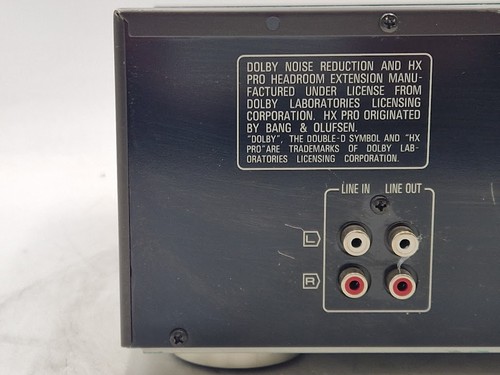 DOLBY NOISE REDUCTION AND HX
PRO HEADROOM EXTENSION MANU-
FACTURED UNDER LICENSE FROM
DOLBY LABORATORIES LICENSING
CORPORATION. HX PRO ORIGINATED
BY BANG & OLUFSEN.
"DOLBY", THE DOUBLE-D SYMBOL AND "HX
PRO"ARE TRADEMARKS OF DOLBY LAB-
ORATORIES LICENSING CORPORATION.
LINE IN LINE OUT
L
R